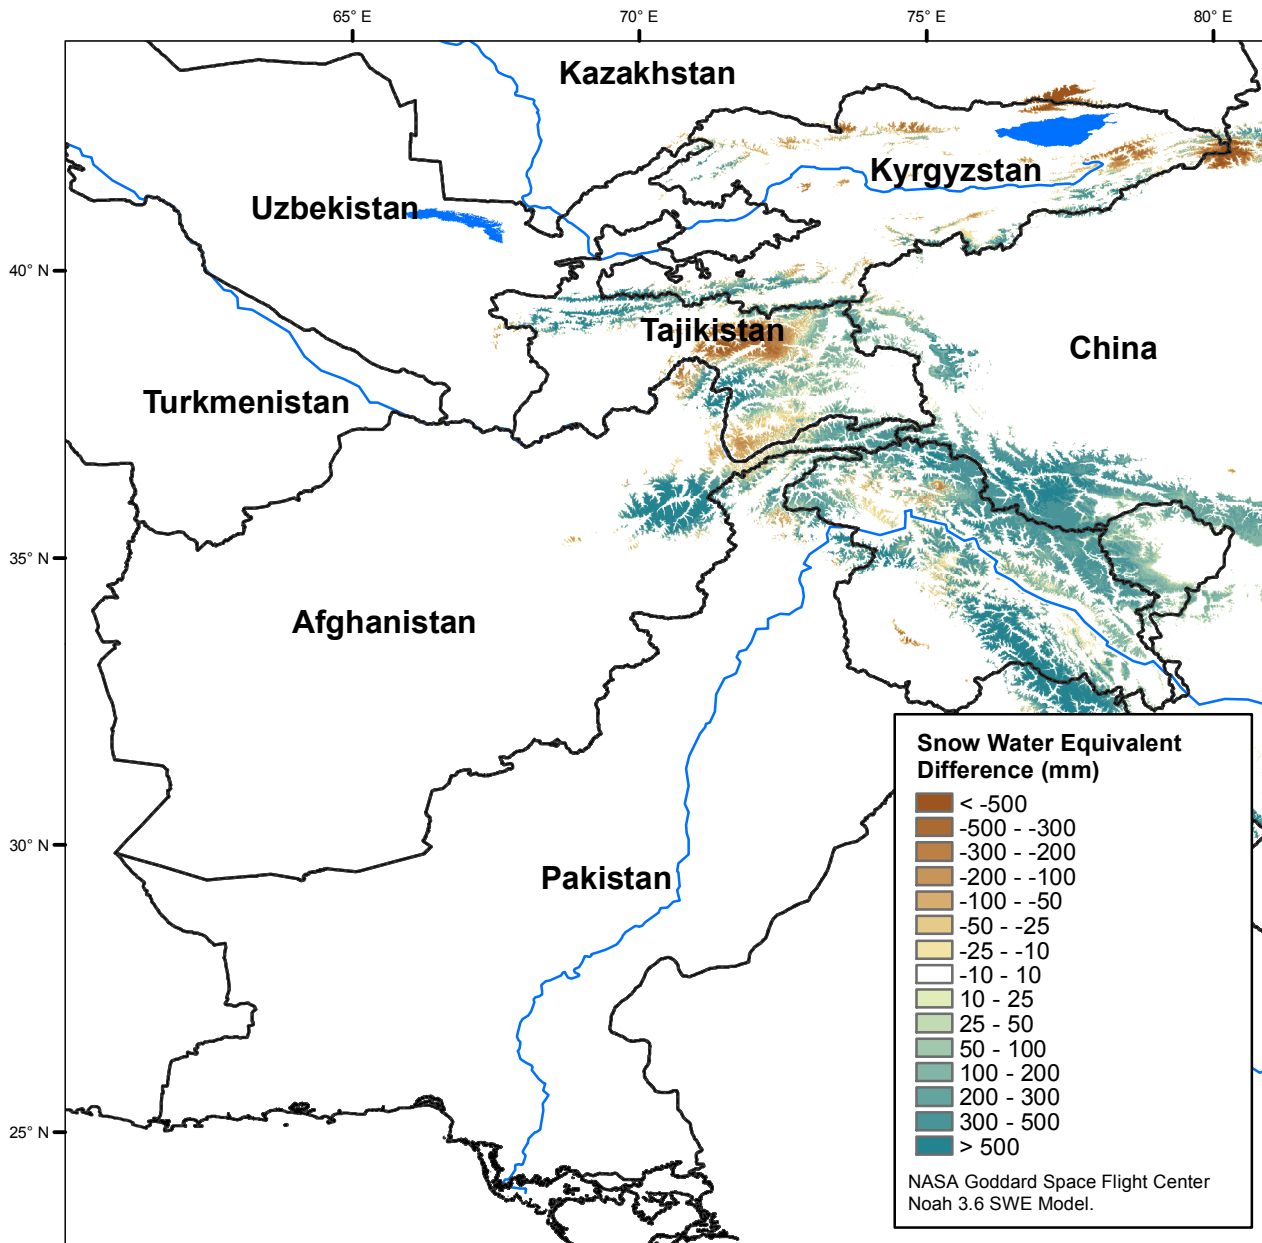 65° E
70° E
75° E
80° E
Kazakhstan
Kyrgyzstan
Uzbekistan
40° N
Tajikistan
China
Turkmenistan
35° N
Afghanistan
30° N
Pakistan
25° N
Snow Water Equivalent
Difference (mm)
< -500
-500 - -300
-300 - -200
-200 - -100
-100 - -50
-50 - -25
-25 - -10
-10 - 10
10 - 25
25 - 50
50 - 100
100 - 200
200 - 300
300 - 500
> 500
NASA Goddard Space Flight Center
Noah 3.6 SWE Model.